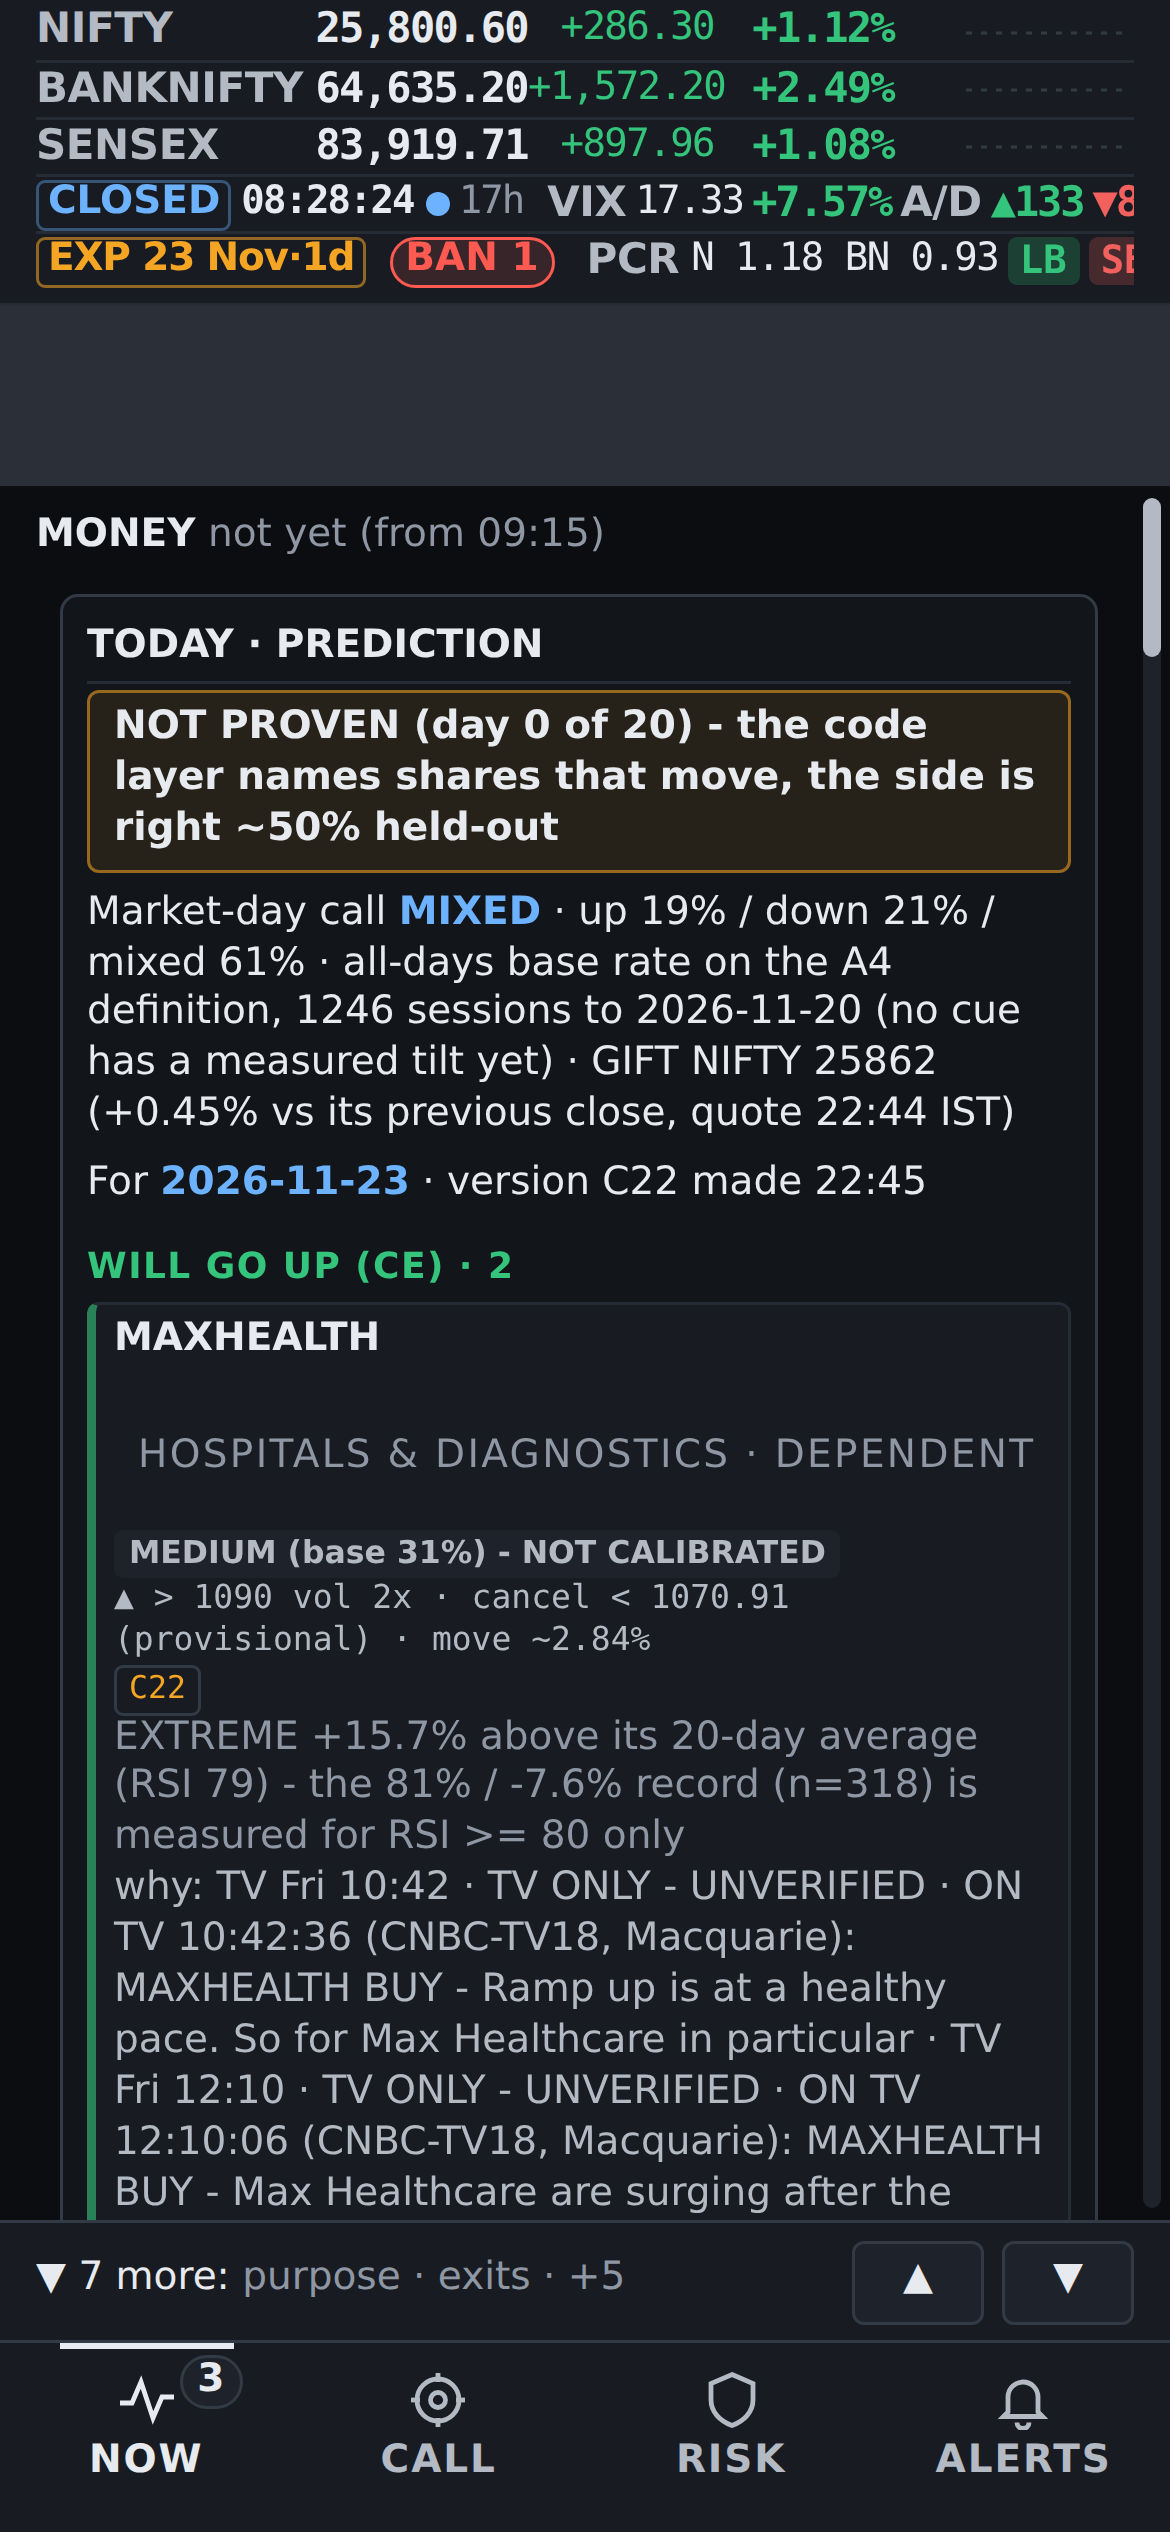 NIFTY 25,800.60 +286.30 +1.12%
BANKNIFTY 64,635.20 +1,572.20 +2.49%
SENSEX 83,919.71 +897.96 +1.08%
CLOSED 08:28:24 ● 17h VIX 17.33 +7.57% A/D ▲133 ▼8
EXP 23 Nov·1d BAN 1 PCR N 1.18 BN 0.93 LB
MONEY not yet (from 09:15)
TODAY · PREDICTION
NOT PROVEN (day 0 of 20) - the code
layer names shares that move, the side is
right ~50% held-out
Market-day call MIXED · up 19% / down 21% /
mixed 61% · all-days base rate on the A4
definition, 1246 sessions to 2026-11-20 (no cue
has a measured tilt yet) · GIFT NIFTY 25862
(+0.45% vs its previous close, quote 22:44 IST)
For 2026-11-23 · version C22 made 22:45
WILL GO UP (CE) · 2
MAXHEALTH
HOSPITALS & DIAGNOSTICS · DEPENDENT
MEDIUM (base 31%) - NOT CALIBRATED
▲ > 1090 vol 2x · cancel < 1070.91
(provisional) · move ~2.84%
C22
EXTREME +15.7% above its 20-day average
(RSI 79) - the 81% / -7.6% record (n=318) is
measured for RSI >= 80 only
why: TV Fri 10:42 · TV ONLY - UNVERIFIED · ON
TV 10:42:36 (CNBC-TV18, Macquarie):
MAXHEALTH BUY - Ramp up is at a healthy
pace. So for Max Healthcare in particular · TV
Fri 12:10 · TV ONLY - UNVERIFIED · ON TV
12:10:06 (CNBC-TV18, Macquarie): MAXHEALTH
BUY - Max Healthcare are surging after the
▼ 7 more: purpose · exits · +5
▲ ▼
3
NOW CALL RISK ALERTS